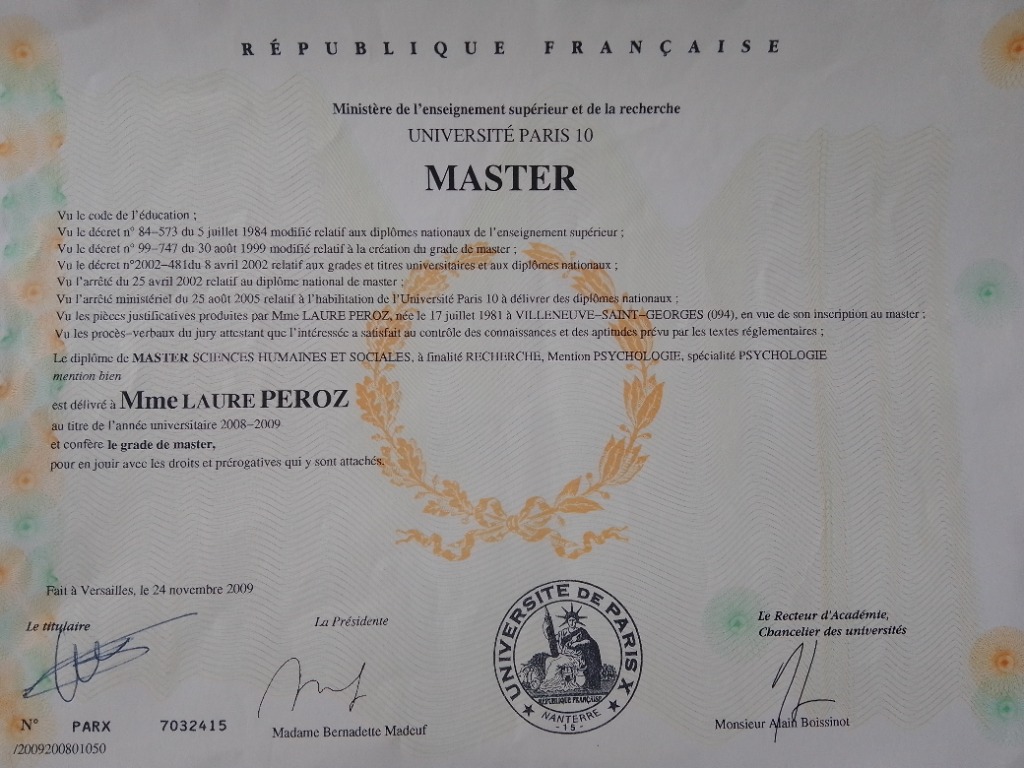 RÉPUBLIQUE FRANÇAISE
Ministère de l'enseignement supérieur et de la recherche
UNIVERSITÉ PARIS 10
MASTER
Vu le code de l'éducation ;
Vu le décret n° 84-573 du 5 juillet 1984 modifié relatif aux diplômes nationaux de l'enseignement supérieur ;
Vu le décret n° 99-747 du 30 août 1999 modifié relatif à la création du grade de master ;
Vu le décret n°2002-481du 8 avril 2002 relatif aux grades et titres universitaires et aux diplômes nationaux ;
Vu l'arrêté du 25 avril 2002 relatif au diplôme national de master ;
Vu l'arrêté ministériel du 25 août 2005 relatif à l'habilitation de l'Université Paris 10 à délivrer des diplômes nationaux ;
Vu les pièces justificatives produites par Mme LAURE PEROZ, née le 17 juillet 1981 à VILLENEUVE-SAINT-GEORGES (094), en vue de son inscription au master ;
Vu les procès-verbaux du jury attestant que l'intéressée a satisfait au contrôle des connaissances et des aptitudes prévu par les textes réglementaires ;
Le diplôme de MASTER SCIENCES HUMAINES ET SOCIALES, à finalité RECHERCHE, Mention PSYCHOLOGIE, spécialité PSYCHOLOGIE
mention bien
est délivré à Mme LAURE PEROZ
au titre de l'année universitaire 2008-2009
et confère le grade de master,
pour en jouir avec les droits et prérogatives qui y sont attachés.
Fait à Versailles, le 24 novembre 2009
Le titulaire
La Présidente
Le Recteur d'Académie,
Chancelier des universités
UNIVERSITE DE PARIS X
REPUBLIQUE FRANÇAISE
NANTERRE
- 15 -
N° PARX 7032415
Madame Bernadette Madeuf
Monsieur Alain Boissinot
/2009200801050